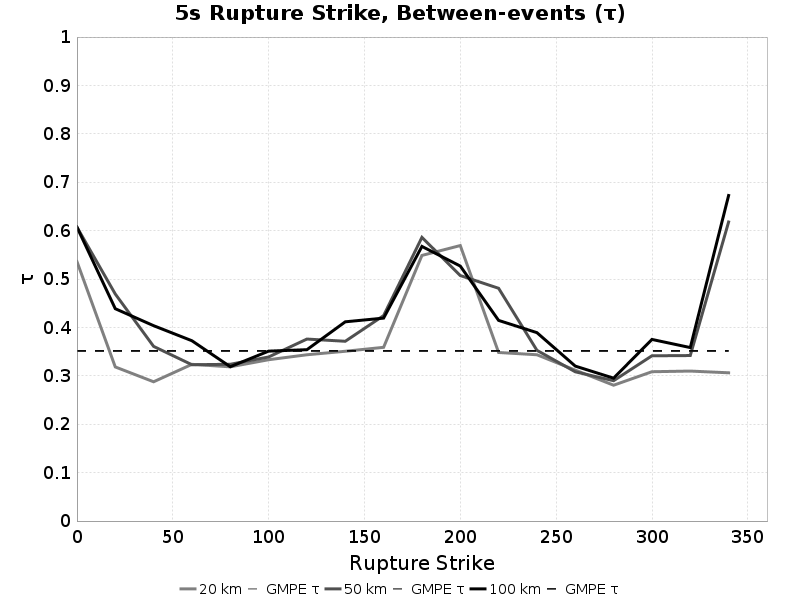 5s Rupture Strike, Between-events (τ)
1
0.9
0.8
0.7
0.6
0.5
0.4
0.3
0.2
0.1
0
τ
0 50 100 150 200 250 300 350
Rupture Strike
20 km GMPE τ 50 km GMPE τ 100 km GMPE τ